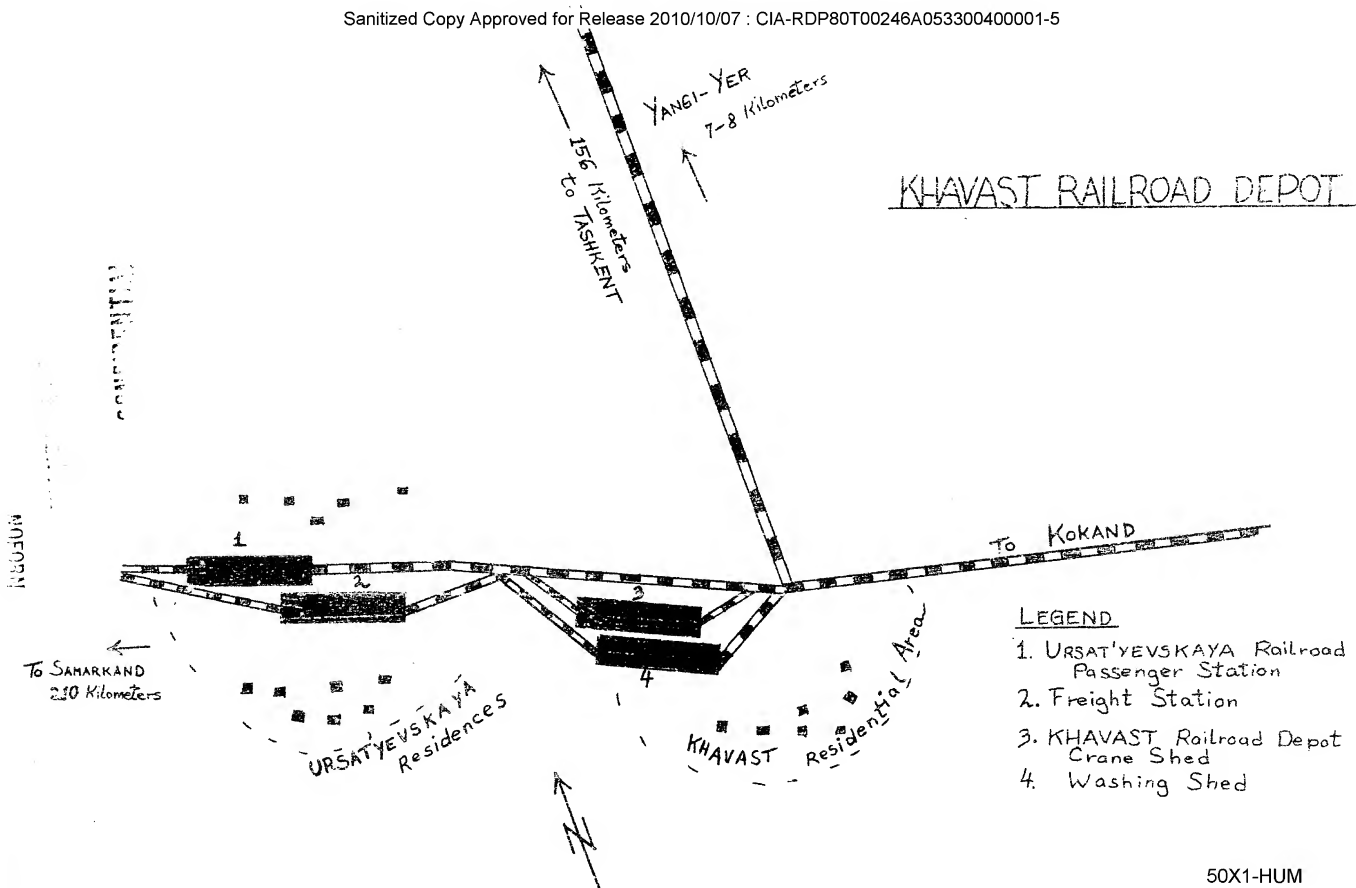 Sanitized Copy Approved for Release 2010/10/07 : CIA-RDP80T00246A053300400001-5
YANGI-YER
7-8 Kilometers
156 Kilometers
to TASHKENT
KHAVAST RAILROAD DEPOT
NOFORN
1
2
3
4
To KOKAND
To SAMARKAND
210 Kilometers
URSAT'YEVSKAYA
Residences
KHAVAST Residential Area
LEGEND
1. URSAT'YEVSKAYA Railroad
Passenger Station
2. Freight Station
3. KHAVAST Railroad Depot
Crane Shed
4. Washing Shed
N
50X1-HUM